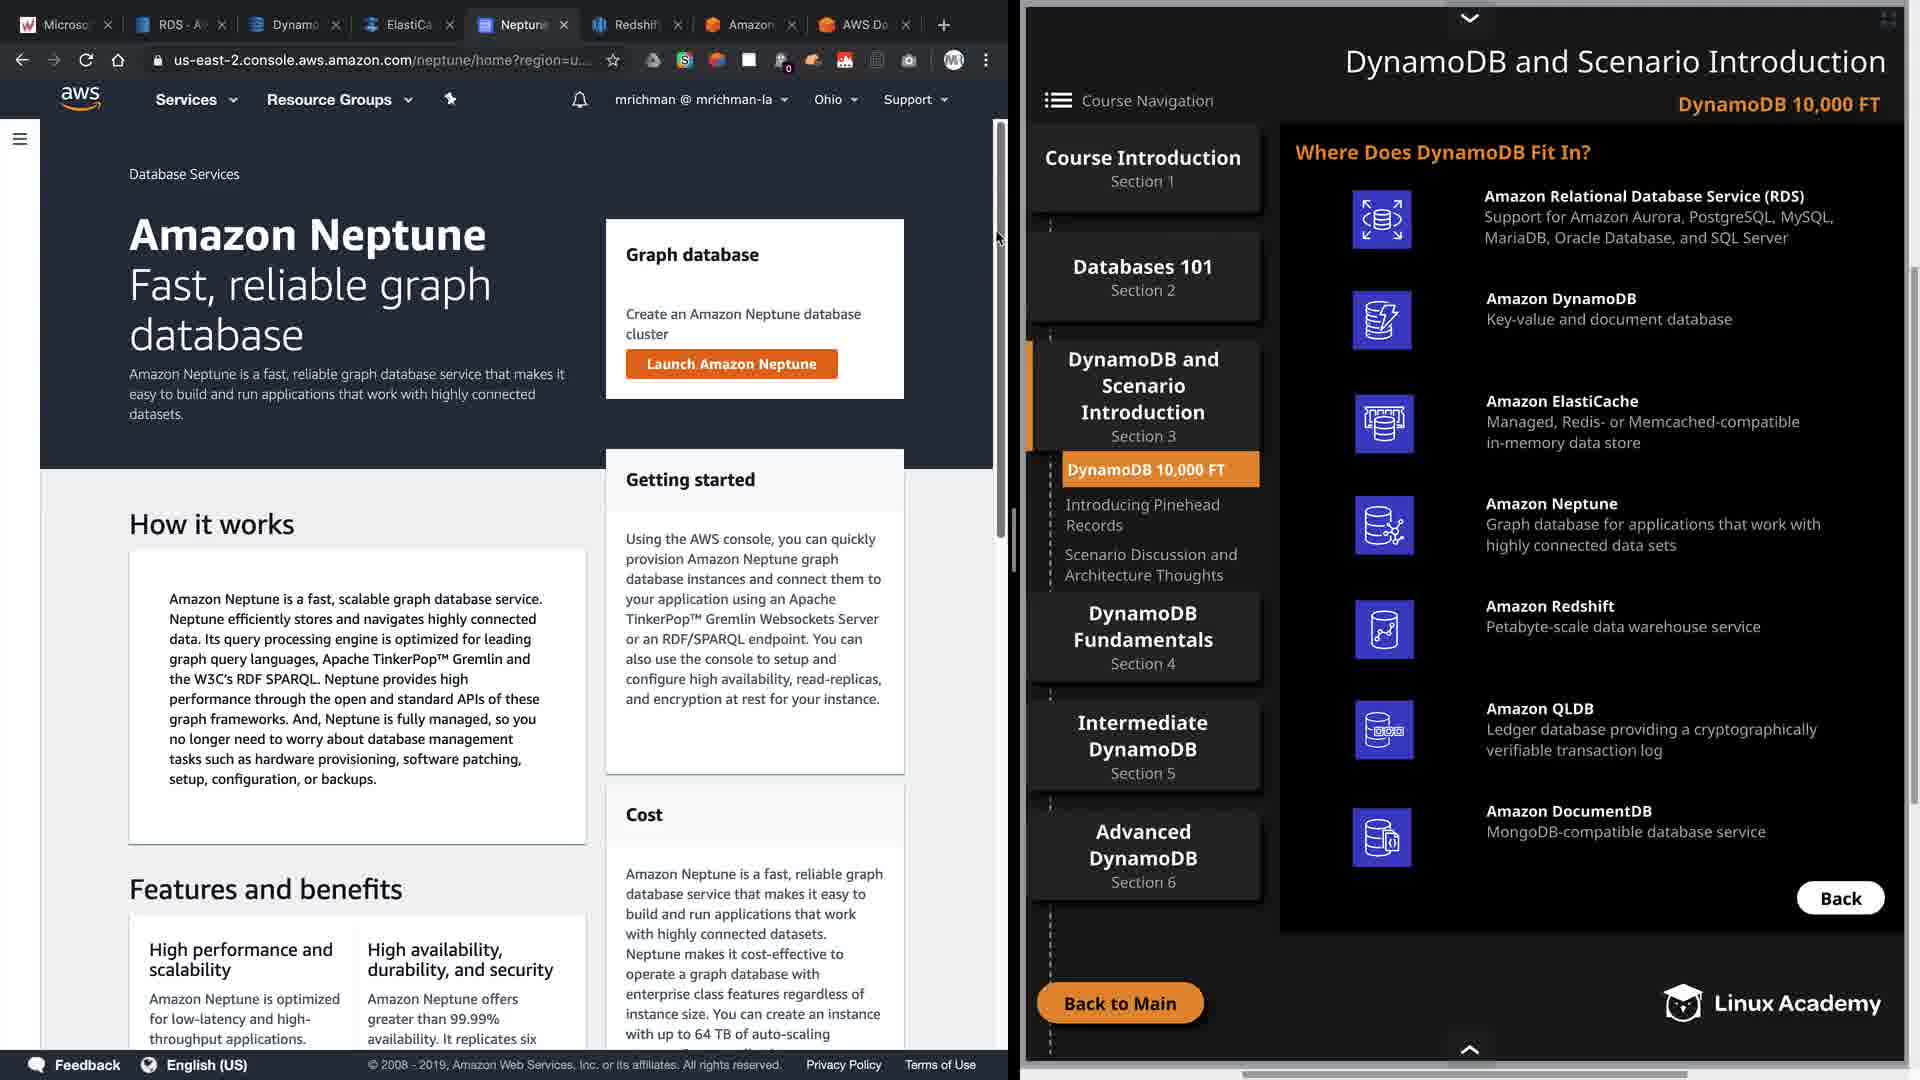 Microso
RDS - A
Dynamo
ElastiCa
Neptune
Redshif
Amazon
AWS Do
us-east-2.console.aws.amazon.com/neptune/home?region=u...
0
aws
Services
Resource Groups
mrichman @ mrichman-la
Ohio
Support
Database Services
Amazon Neptune
Fast, reliable graph
database
Amazon Neptune is a fast, reliable graph database service that makes it
easy to build and run applications that work with highly connected
datasets.
Graph database
Create an Amazon Neptune database
cluster
Launch Amazon Neptune
How it works
Amazon Neptune is a fast, scalable graph database service.
Neptune efficiently stores and navigates highly connected
data. Its query processing engine is optimized for leading
graph query languages, Apache TinkerPop™ Gremlin and
the W3C's RDF SPARQL. Neptune provides high
performance through the open and standard APIs of these
graph frameworks. And, Neptune is fully managed, so you
no longer need to worry about database management
tasks such as hardware provisioning, software patching,
setup, configuration, or backups.
Getting started
Using the AWS console, you can quickly
provision Amazon Neptune graph
database instances and connect them to
your application using an Apache
TinkerPop™ Gremlin Websockets Server
or an RDF/SPARQL endpoint. You can
also use the console to setup and
configure high availability, read-replicas,
and encryption at rest for your instance.
Cost
Amazon Neptune is a fast, reliable graph
database service that makes it easy to
build and run applications that work
with highly connected datasets.
Neptune makes it cost-effective to
operate a graph database with
enterprise class features regardless of
instance size. You can create an instance
with up to 64 TB of auto-scaling
Features and benefits
High performance and
scalability
Amazon Neptune is optimized
for low-latency and high-
throughput applications.
High availability,
durability, and security
Amazon Neptune offers
greater than 99.99%
availability. It replicates six
Feedback
English (US)
© 2008 - 2019, Amazon Web Services, Inc. or its affiliates. All rights reserved.
Privacy Policy
Terms of Use
DynamoDB and Scenario Introduction
DynamoDB 10,000 FT
Course Navigation
Course Introduction
Section 1
Databases 101
Section 2
DynamoDB and
Scenario
Introduction
Section 3
DynamoDB 10,000 FT
Introducing Pinehead
Records
Scenario Discussion and
Architecture Thoughts
DynamoDB
Fundamentals
Section 4
Intermediate
DynamoDB
Section 5
Advanced
DynamoDB
Section 6
Back to Main
Where Does DynamoDB Fit In?
Amazon Relational Database Service (RDS)
Support for Amazon Aurora, PostgreSQL, MySQL,
MariaDB, Oracle Database, and SQL Server
Amazon DynamoDB
Key-value and document database
Amazon ElastiCache
Managed, Redis- or Memcached-compatible
in-memory data store
Amazon Neptune
Graph database for applications that work with
highly connected data sets
Amazon Redshift
Petabyte-scale data warehouse service
Amazon QLDB
Ledger database providing a cryptographically
verifiable transaction log
Amazon DocumentDB
MongoDB-compatible database service
Back
Linux Academy